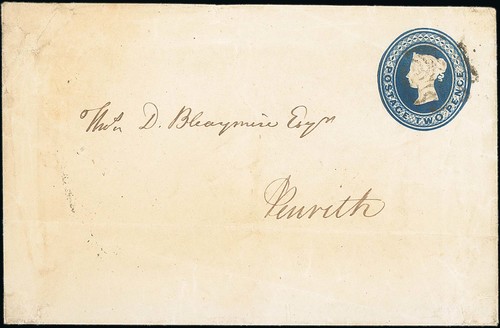 Thos D. Bleaymire Esqr
Penrith
POSTAGE TWO PENCE